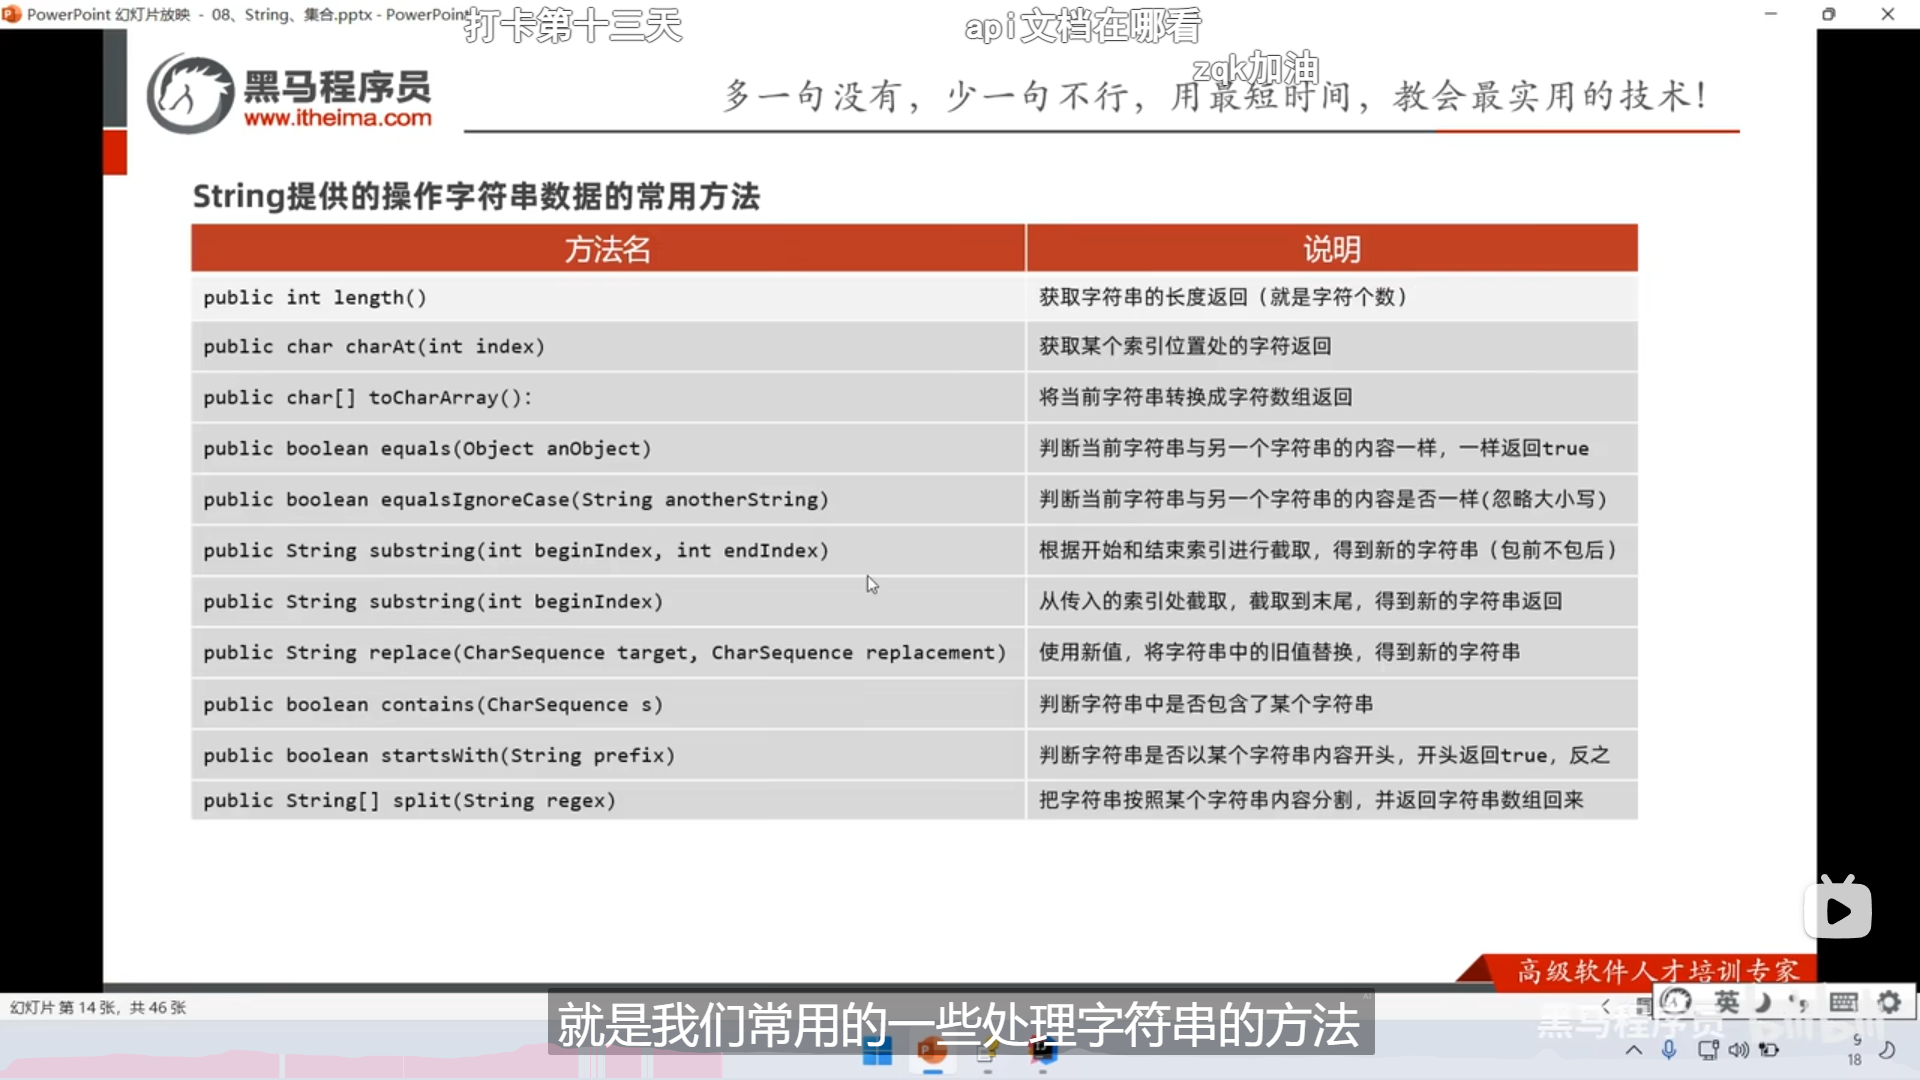 PowerPoint 幻灯片放映 - 08、String、集合.pptx - PowerPoint
打卡第十三天
api文档在哪看
zqk加油
黑马程序员
www.itheima.com
多一句没有，少一句不行，用最短时间，教会最实用的技术！
String提供的操作字符串数据的常用方法
方法名 说明
public int length() 获取字符串的长度返回（就是字符个数）
public char charAt(int index) 获取某个索引位置处的字符返回
public char[] toCharArray(): 将当前字符串转换成字符数组返回
public boolean equals(Object anObject) 判断当前字符串与另一个字符串的内容一样，一样返回true
public boolean equalsIgnoreCase(String anotherString) 判断当前字符串与另一个字符串的内容是否一样(忽略大小写)
public String substring(int beginIndex, int endIndex) 根据开始和结束索引进行截取，得到新的字符串（包前不包后）
public String substring(int beginIndex) 从传入的索引处截取，截取到末尾，得到新的字符串返回
public String replace(CharSequence target, CharSequence replacement) 使用新值，将字符串中的旧值替换，得到新的字符串
public boolean contains(CharSequence s) 判断字符串中是否包含了某个字符串
public boolean startsWith(String prefix) 判断字符串是否以某个字符串内容开头，开头返回true，反之
public String[] split(String regex) 把字符串按照某个字符串内容分割，并返回字符串数组回来
高级软件人才培训专家
幻灯片 第 14 张，共 46 张
英
就是我们常用的一些处理字符串的方法
黑马程序员 bilibili
18